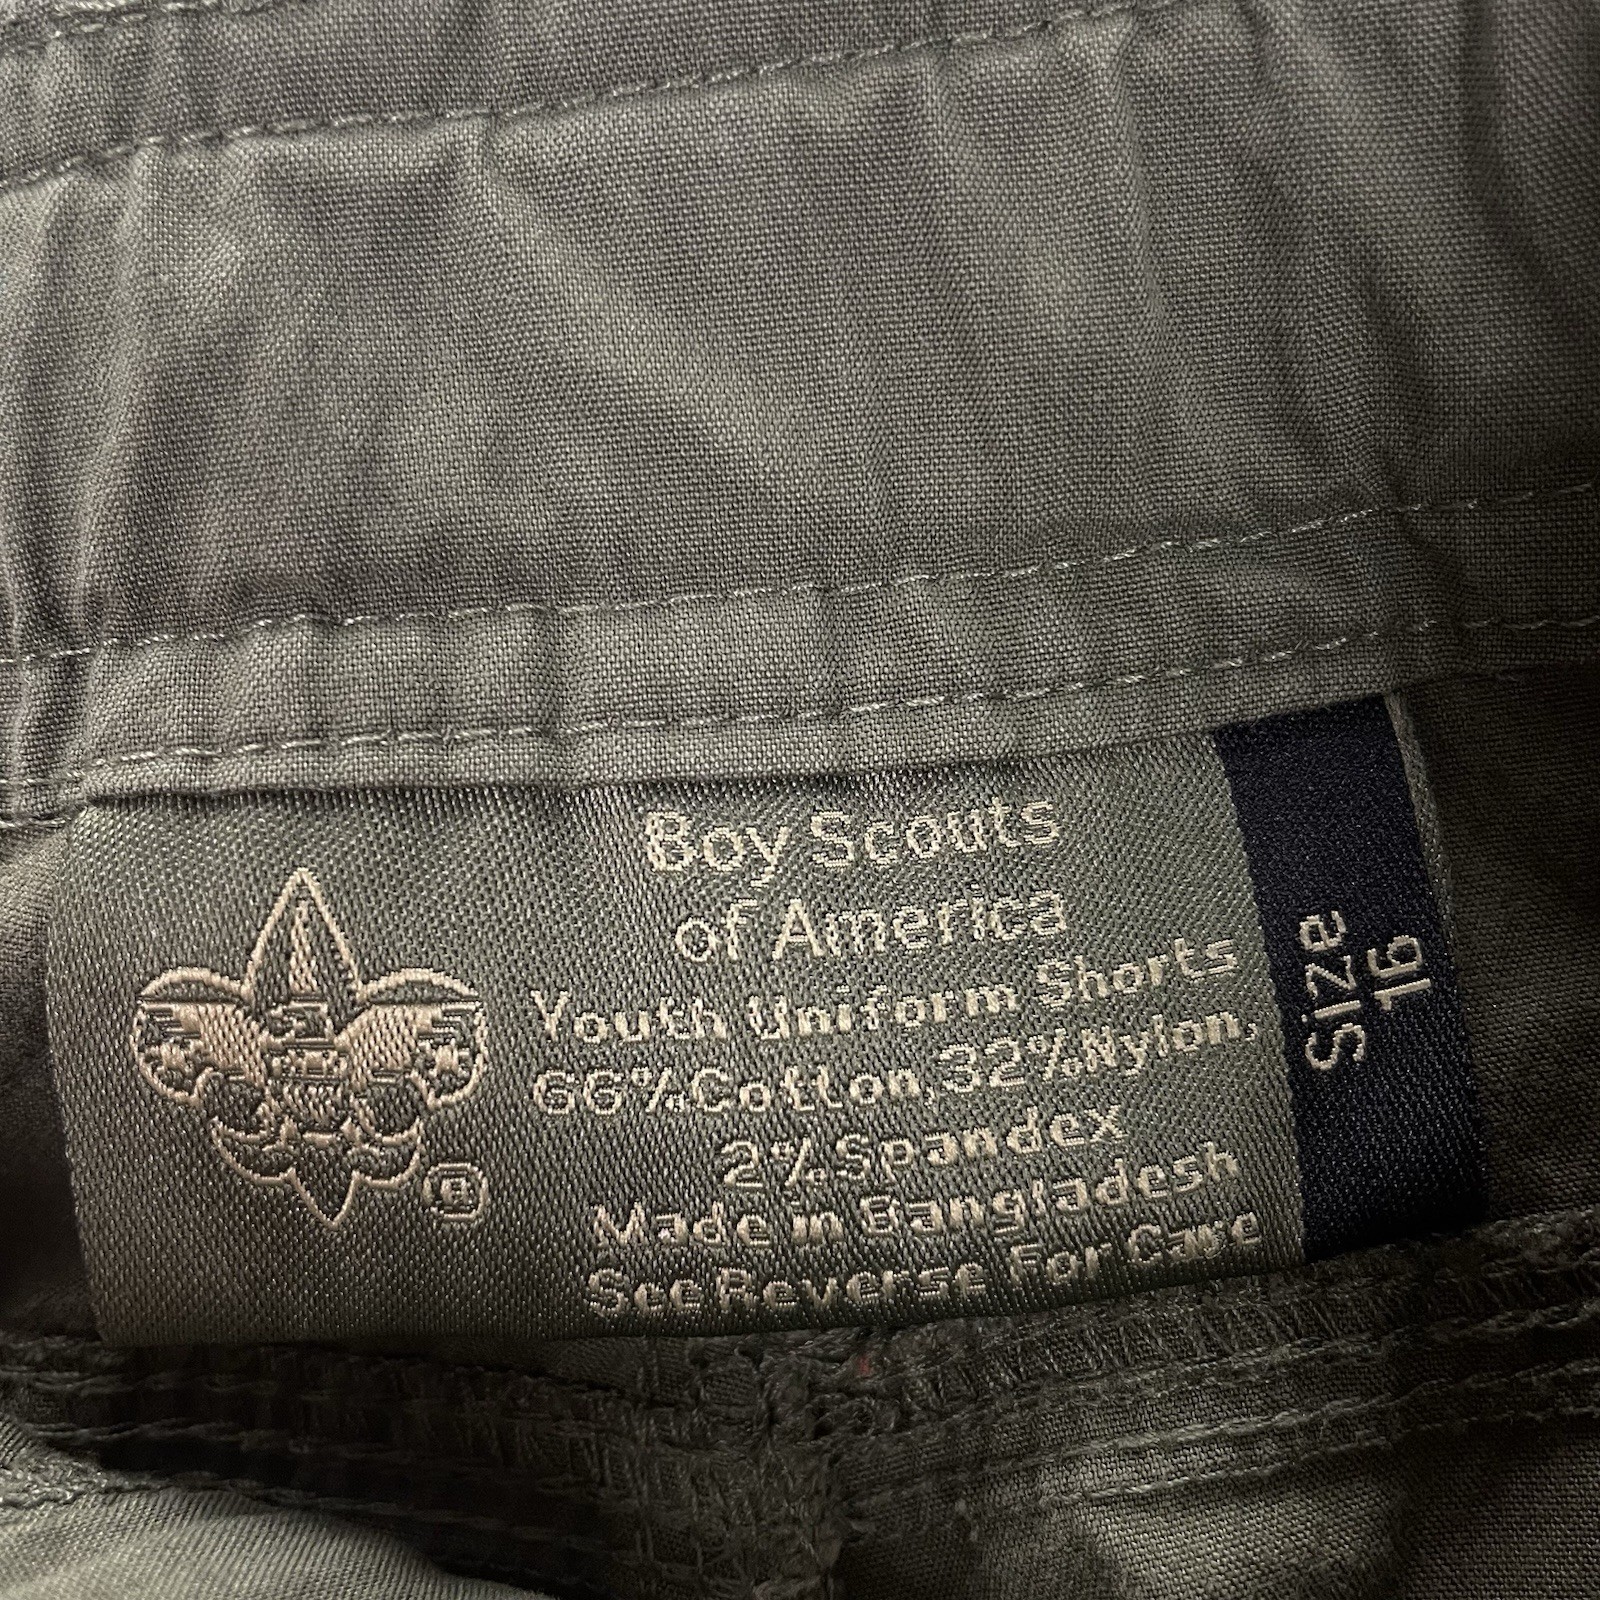 Boy Scouts
of America
Youth Uniform Shorts
66% Cotton, 32% Nylon,
2% Spandex
Made in Bangladesh
See Reverse For Care
®
Size
16